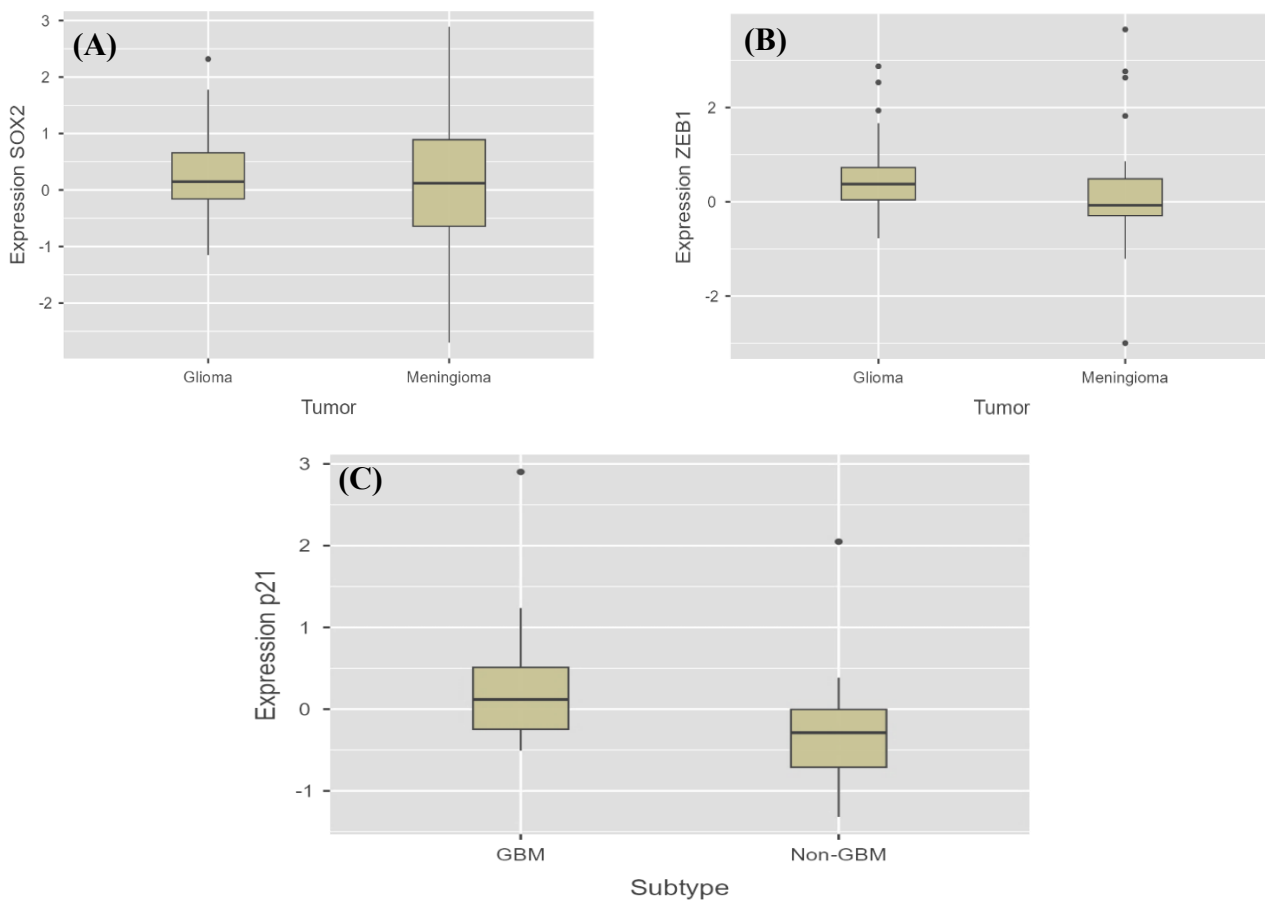 (A)
Expression SOX2
3
2
1
0
-1
-2
Glioma Meningioma
Tumor
(B)
Expression ZEB1
2
0
-2
Glioma Meningioma
Tumor
(C)
Expression p21
3
2
1
0
-1
GBM Non-GBM
Subtype